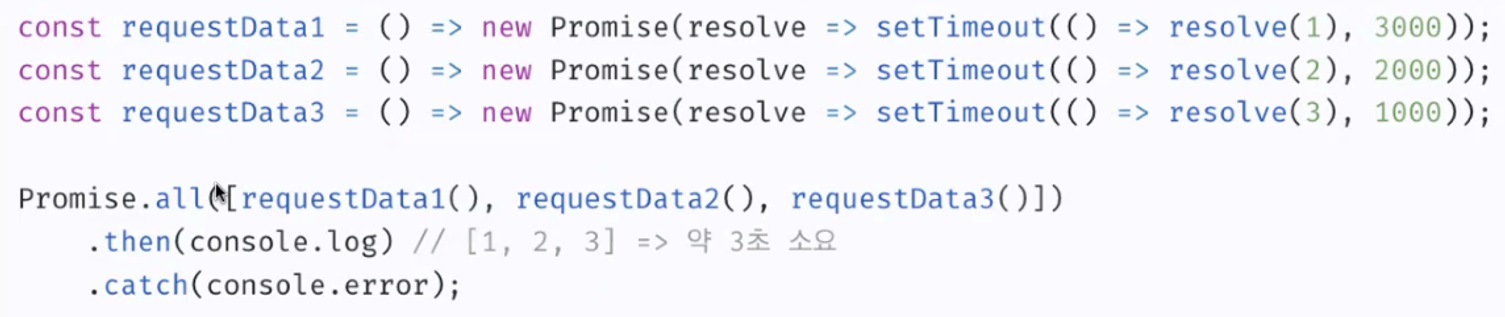 const requestData1 = () => new Promise(resolve => setTimeout(() => resolve(1), 3000));
const requestData2 = () => new Promise(resolve => setTimeout(() => resolve(2), 2000));
const requestData3 = () => new Promise(resolve => setTimeout(() => resolve(3), 1000));
Promise.all([requestData1(), requestData2(), requestData3()])
.then(console.log) // [1, 2, 3] => 약 3초 소요
.catch(console.error);